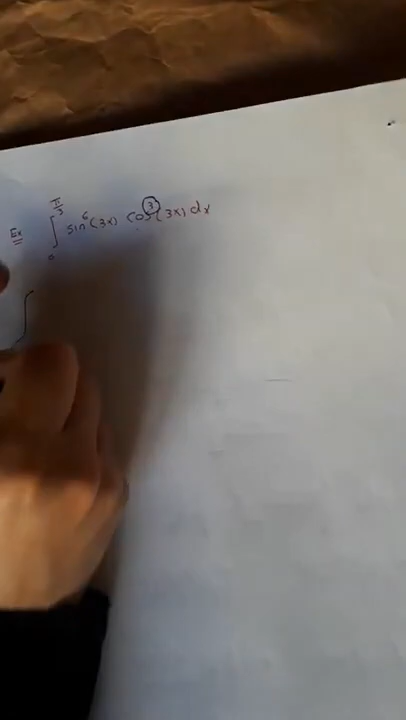 Ex ∫₀^{π/3} sin⁶(3x) cos³(3x) dx
∫